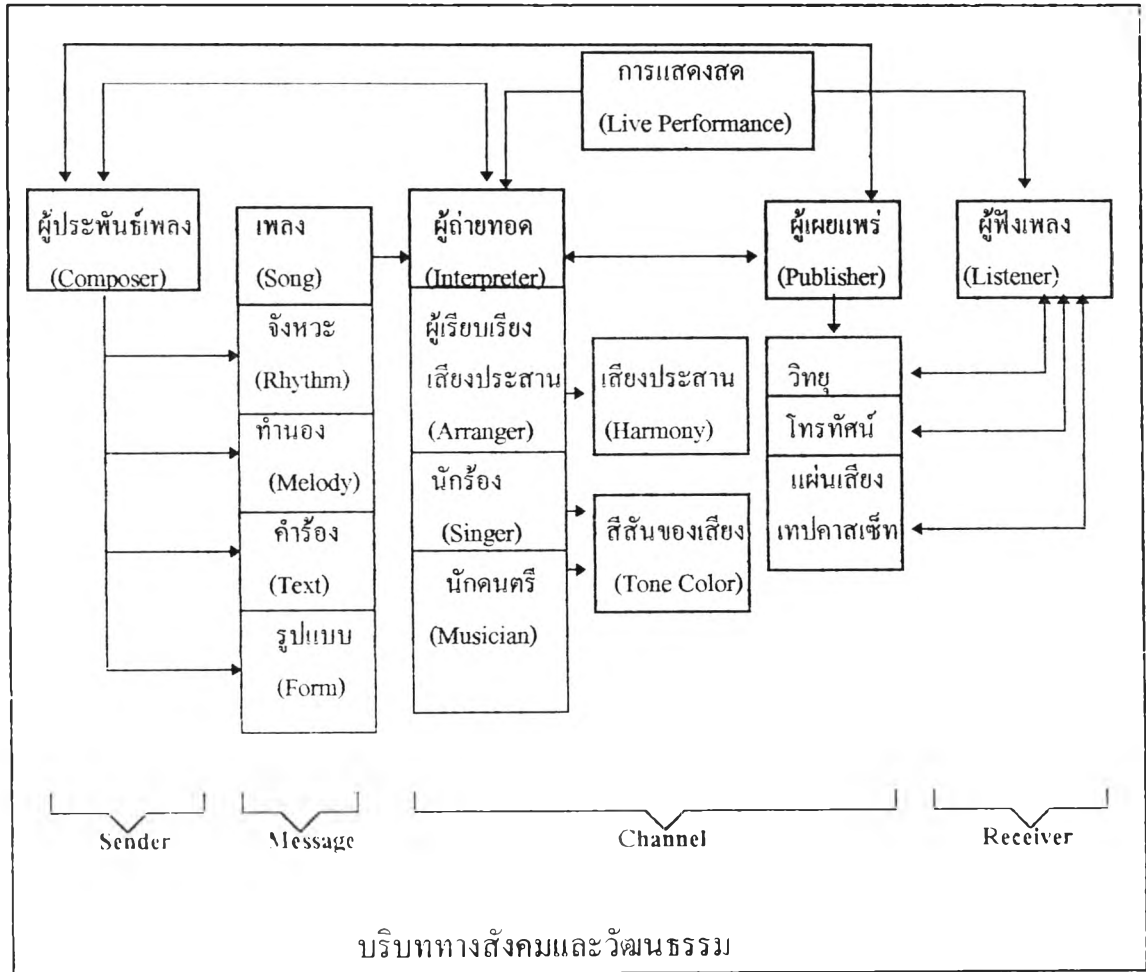 การแสดงสด
(Live Performance)
ผู้ประพันธ์เพลง
(Composer)
เพลง
(Song)
จังหวะ
(Rhythm)
ทำนอง
(Melody)
คำร้อง
(Text)
รูปแบบ
(Form)
ผู้ถ่ายทอด
(Interpreter)
ผู้เรียบเรียง
เสียงประสาน
(Arranger)
นักร้อง
(Singer)
นักดนตรี
(Musician)
เสียงประสาน
(Harmony)
สีสันของเสียง
(Tone Color)
ผู้เผยแพร่
(Publisher)
วิทยุ
โทรทัศน์
แผ่นเสียง
เทปคาสเซ็ท
ผู้ฟังเพลง
(Listener)
Sender
Message
Channel
Receiver
บริบททางสังคมและวัฒนธรรม